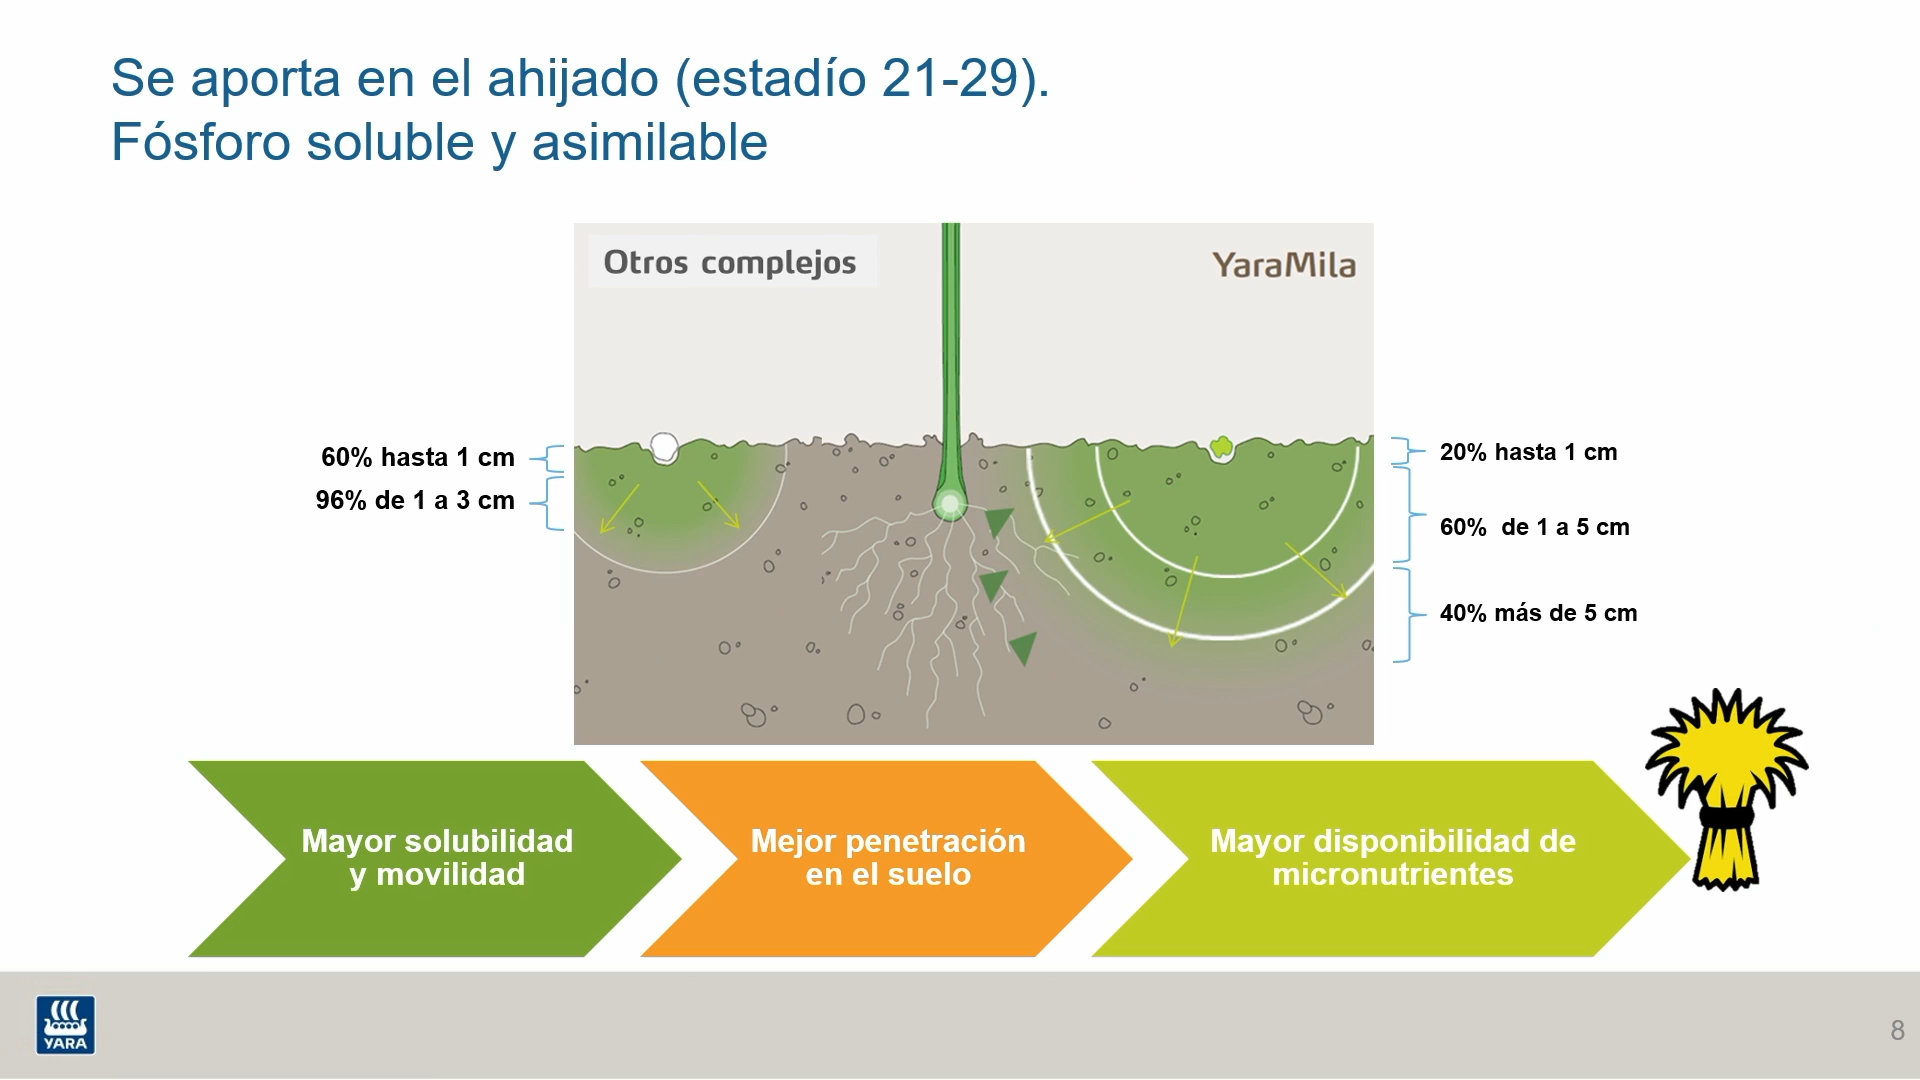 Se aporta en el ahijado (estadío 21-29).
Fósforo soluble y asimilable
Otros complejos
YaraMila
60% hasta 1 cm
96% de 1 a 3 cm
20% hasta 1 cm
60%  de 1 a 5 cm
40% más de 5 cm
Mayor solubilidad
y movilidad
Mejor penetración
en el suelo
Mayor disponibilidad de
micronutrientes
YARA
8